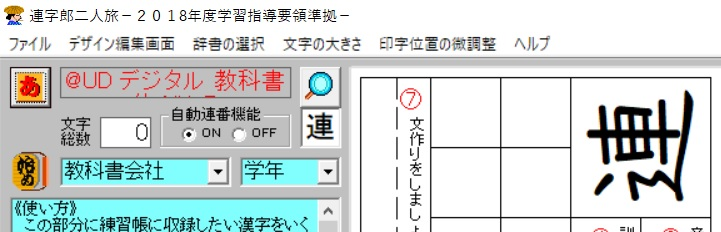 連字郎二人旅－２０１8年度学習指導要領準拠－
ファイル デザイン編集画面 辞書の選択 文字の大きさ 印字位置の微調整 ヘルプ
あ
@UD デジタル 教科書
文字総数 0
自動連番機能
ON OFF
連
始め
教科書会社 学年
《使い方》
この部分に練習帳に収録したい漢字をいく
⑦ 文作りをしましょ
連
訓
文